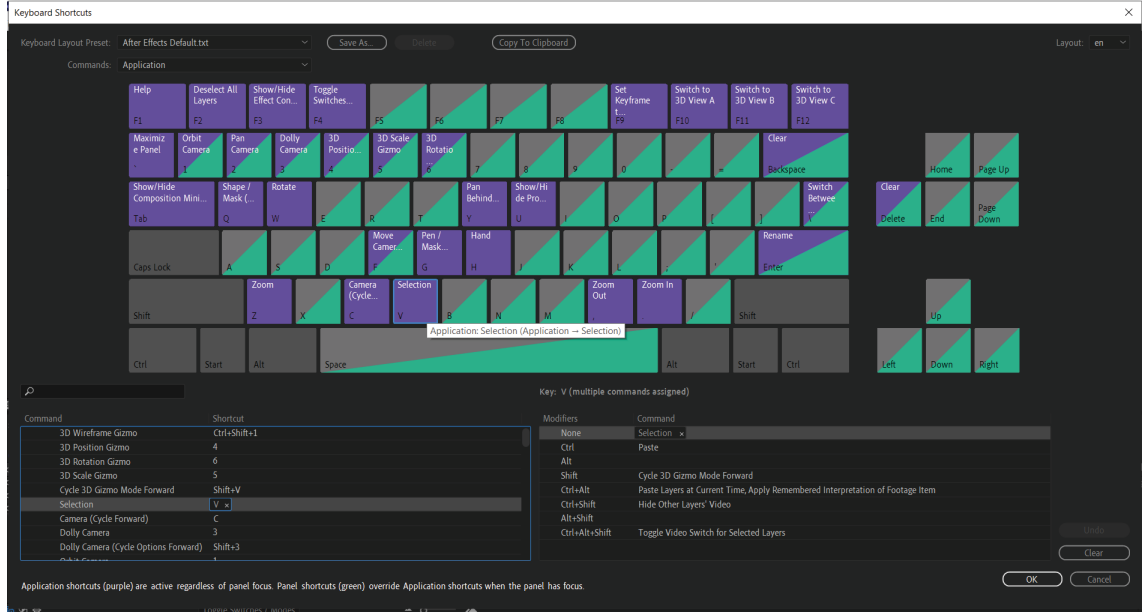 Keyboard Shortcuts
Keyboard Layout Preset: After Effects Default.txt Save As... Delete Copy To Clipboard Layout: en
Commands: Application
Help Deselect All Layers Show/Hide Effect Con... Toggle Switches... Set Keyframe t... Switch to 3D View A Switch to 3D View B Switch to 3D View C
F1 F2 F3 F4 F5 F6 F7 F8 F9 F10 F11 F12
Maximiz e Panel Orbit Camera Pan Camera Dolly Camera 3D Positio... 3D Scale Gizmo 3D Rotatio ... Clear
` 1 2 3 4 5 6 7 8 9 0 - = Backspace Home Page Up
Show/Hide Composition Mini... Shape / Mask (... Rotate Pan Behind... Show/Hi de Pro... Switch Betwee ... Clear
Tab Q W E R T Y U I O P [ ] \ Delete End Page Down
Move Camer... Pen / Mask... Hand Rename
Caps Lock A S D F G H J K L ; ' Enter
Zoom Camera (Cycle... Selection Zoom Out Zoom In
Shift Z X C V B N M , . / Shift Up
Application: Selection (Application → Selection)
Ctrl Start Alt Space Alt Start Ctrl Left Down Right
Key: V (multiple commands assigned)
Command Shortcut
3D Wireframe Gizmo Ctrl+Shift+1
3D Position Gizmo 4
3D Rotation Gizmo 6
3D Scale Gizmo 5
Cycle 3D Gizmo Mode Forward Shift+V
Selection V ×
Camera (Cycle Forward) C
Dolly Camera 3
Dolly Camera (Cycle Options Forward) Shift+3
Orbit Camera 1
Modifiers Command
None Selection ×
Ctrl Paste
Alt
Shift Cycle 3D Gizmo Mode Forward
Ctrl+Alt Paste Layers at Current Time, Apply Remembered Interpretation of Footage Item
Ctrl+Shift Hide Other Layers' Video
Alt+Shift
Ctrl+Alt+Shift Toggle Video Switch for Selected Layers
Undo
Clear
Application shortcuts (purple) are active regardless of panel focus. Panel shortcuts (green) override Application shortcuts when the panel has focus.
OK Cancel
Toggle Switches / Modes